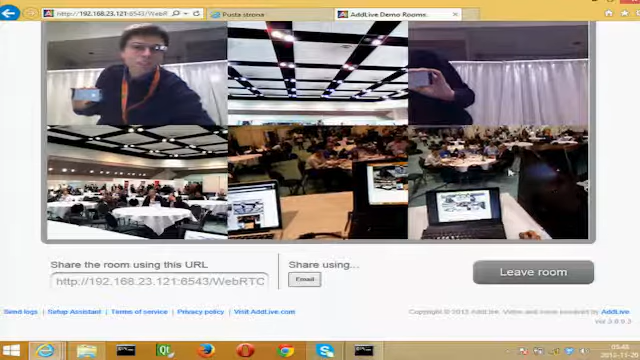 http://192.168.23.121:6543/WebR
Pusta strona
AddLive Demo Rooms
Share the room using this URL
http://192.168.23.121:6543/WebRTC
Share using...
Email
Leave room
Send logs | Setup Assistant | Terms of service | Privacy policy | Visit AddLive.com
Copyright © 2013 AddLive.